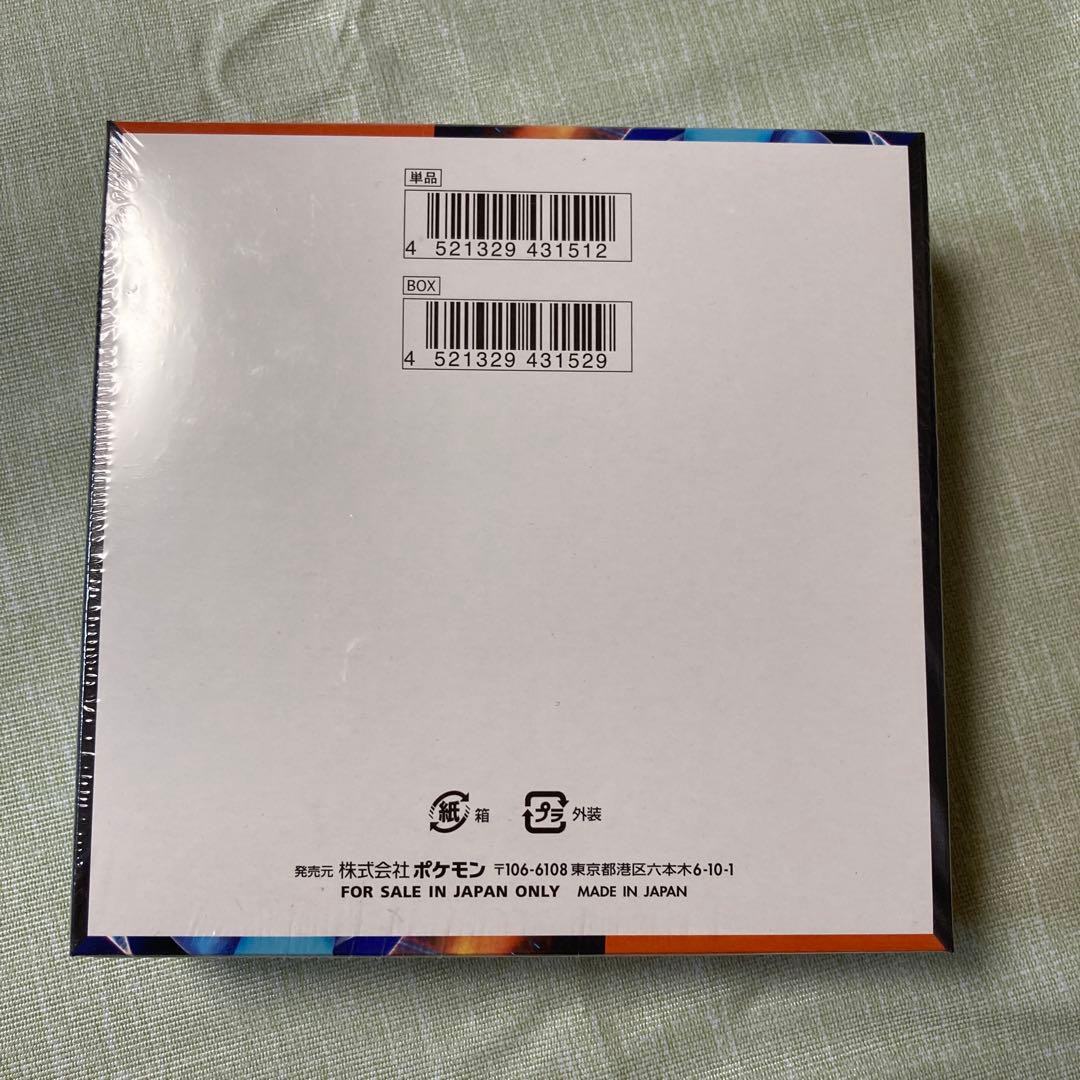 単品
4 521329 431512
BOX
4 521329 431529
紙 箱 プラ 外装
発売元 株式会社 ポケモン 〒106-6108 東京都港区六本木6-10-1
FOR SALE IN JAPAN ONLY MADE IN JAPAN